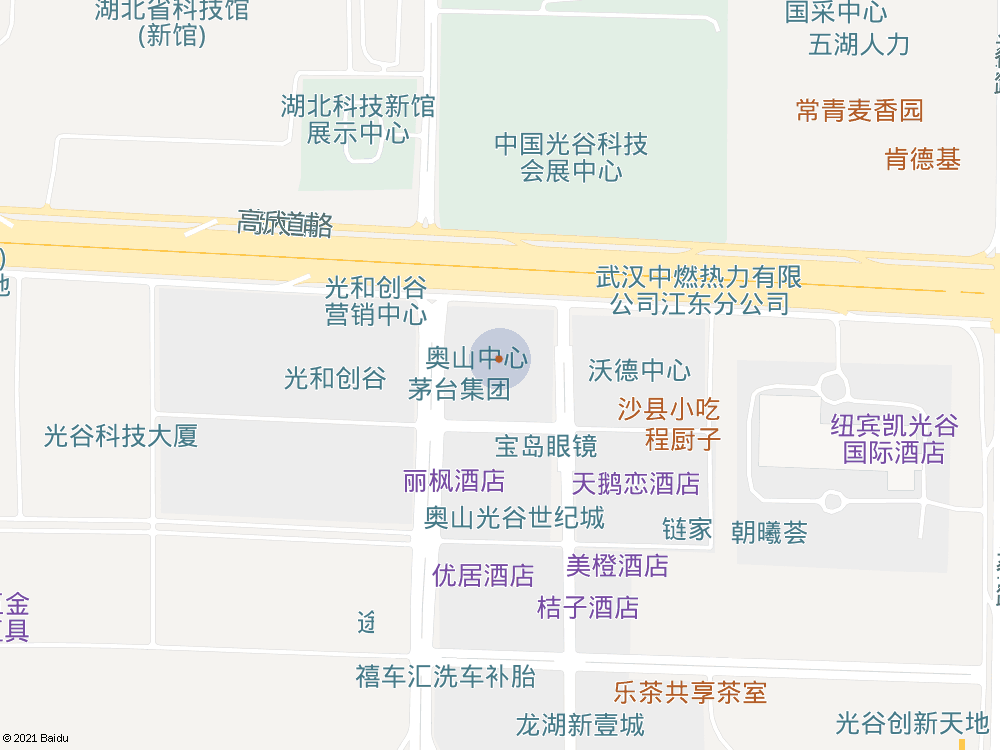 湖北省科技馆
(新馆)
国采中心
五湖人力
湖北科技新馆
展示中心
常青麦香园
中国光谷科技
会展中心
肯德基
光和创谷
营销中心
武汉中燃热力有限
公司江东分公司
奥山中心
茅台集团
光和创谷
沃德中心
沙县小吃
程厨子
光谷科技大厦
宝岛眼镜
纽宾凯光谷
国际酒店
丽枫酒店
天鹅恋酒店
奥山光谷世纪城
链家
朝曦荟
优居酒店
美橙酒店
桔子酒店
禧车汇洗车补胎
乐茶共享茶室
龙湖新壹城
光谷创新天地
© 2021 Baidu